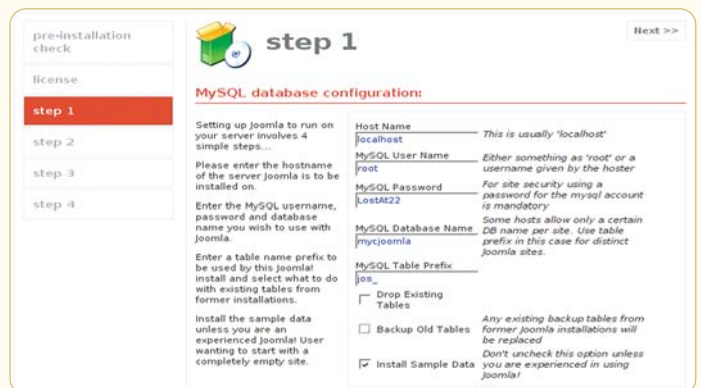 pre-installation
check
license
step 1
step 2
step 3
step 4
step 1
Next >>
MySQL database configuration:
Setting up Joomla to run on
your server involves 4
simple steps...
Please enter the hostname
of the server Joomla is to be
installed on.
Enter the MySQL username,
password and database
name you wish to use with
Joomla.
Enter a table name prefix to
be used by this Joomla!
install and select what to do
with existing tables from
former installations.
Install the sample data
unless you are an
experienced Joomla! User
wanting to start with a
completely empty site.
Host Name
localhost
This is usually 'localhost'
MySQL User Name
root
Either something as 'root' or a
username given by the hoster
MySQL Password
LostAt22
For site security using a
password for the mysql account
is mandatory
MySQL Database Name
mycjoomla
Some hosts allow only a certain
DB name per site. Use table
prefix in this case for distinct
Joomla sites.
MySQL Table Prefix
jos_
Drop Existing
Tables
Backup Old Tables
Any existing backup tables from
former Joomla installations will
be replaced
Install Sample Data
Don't uncheck this option unless
you are experienced in using
Joomla!